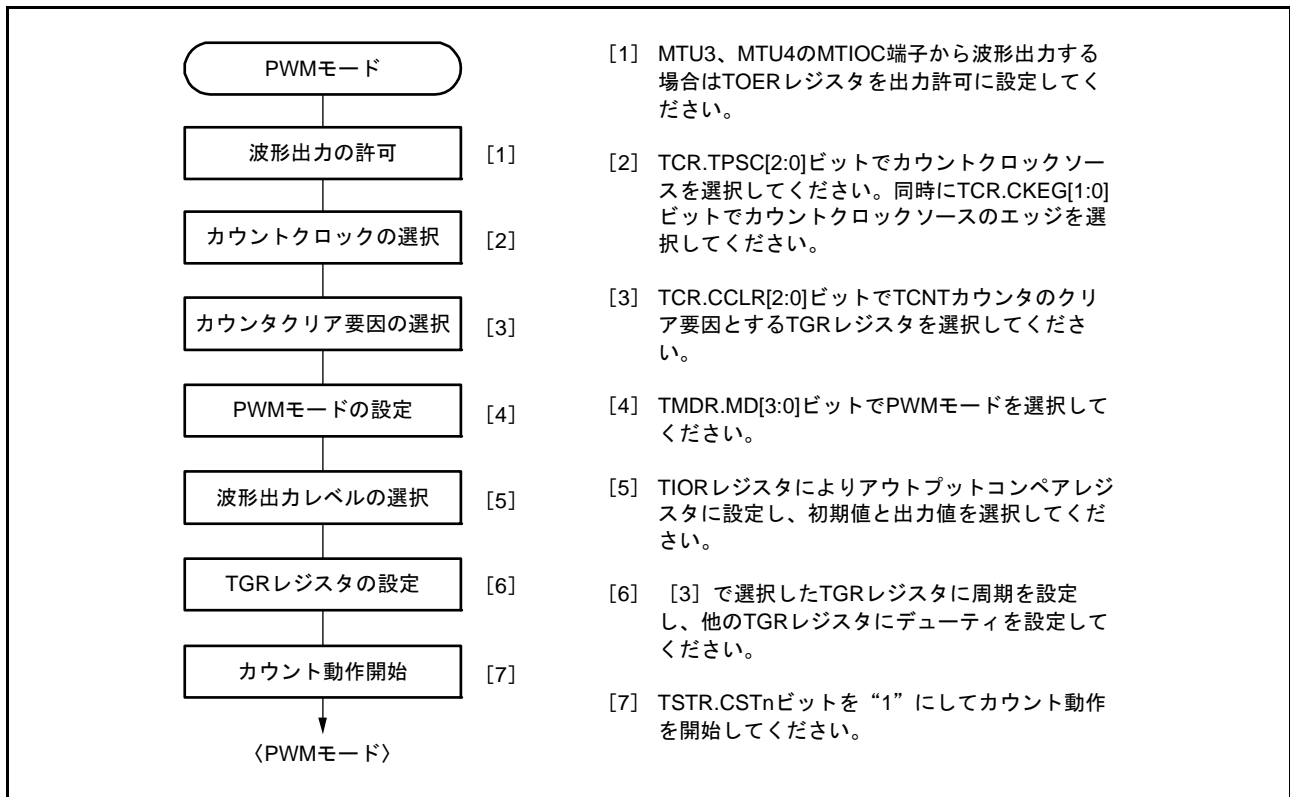 PWMモード
波形出力の許可 [1]
カウントクロックの選択 [2]
カウンタクリア要因の選択 [3]
PWMモードの設定 [4]
波形出力レベルの選択 [5]
TGRレジスタの設定 [6]
カウント動作開始 [7]
〈PWMモード〉
[1] MTU3、MTU4のMTIOC端子から波形出力する
場合はTOERレジスタを出力許可に設定してく
ださい。
[2] TCR.TPSC[2:0]ビットでカウントクロックソー
スを選択してください。同時にTCR.CKEG[1:0]
ビットでカウントクロックソースのエッジを選
択してください。
[3] TCR.CCLR[2:0]ビットでTCNTカウンタのクリ
ア要因とするTGRレジスタを選択してくださ
い。
[4] TMDR.MD[3:0]ビットでPWMモードを選択して
ください。
[5] TIORレジスタによりアウトプットコンペアレジ
スタに設定し、初期値と出力値を選択してくだ
さい。
[6] [3]で選択したTGRレジスタに周期を設定
し、他のTGRレジスタにデューティを設定して
ください。
[7] TSTR.CSTnビットを“1”にしてカウント動作
を開始してください。